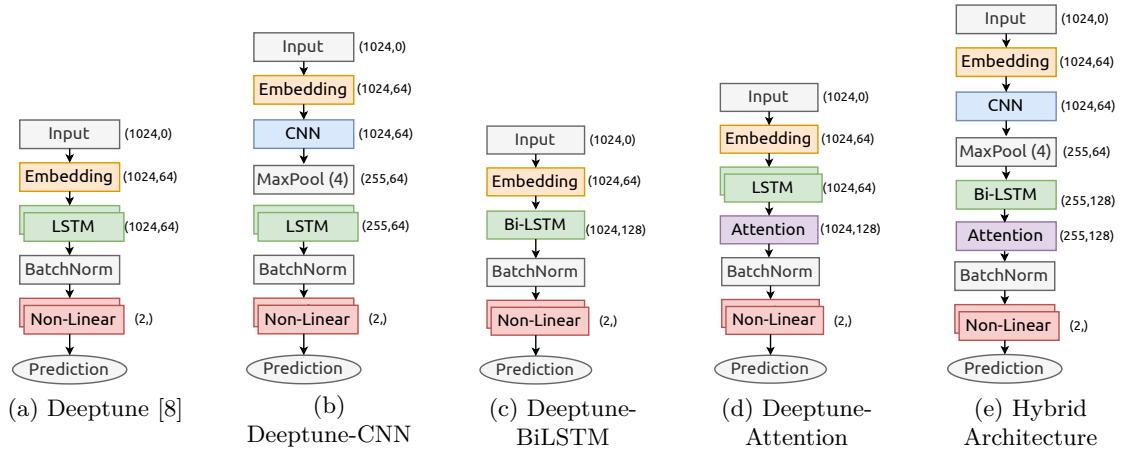 Input (1024,0)
Embedding (1024,64)
LSTM (1024,64)
BatchNorm
Non-Linear (2,)
Prediction
(a) Deeptune [8]
Input (1024,0)
Embedding (1024,64)
CNN (1024,64)
MaxPool (4) (255,64)
LSTM (255,64)
BatchNorm
Non-Linear (2,)
Prediction
(b)
Deeptune-CNN
Input (1024,0)
Embedding (1024,64)
Bi-LSTM (1024,128)
BatchNorm
Non-Linear (2,)
Prediction
(c) Deeptune-
BiLSTM
Input (1024,0)
Embedding (1024,64)
LSTM (1024,64)
Attention (1024,128)
BatchNorm
Non-Linear (2,)
Prediction
(d) Deeptune-
Attention
Input (1024,0)
Embedding (1024,64)
CNN (1024,64)
MaxPool (4) (255,64)
Bi-LSTM (255,128)
Attention (255,128)
BatchNorm
Non-Linear (2,)
Prediction
(e) Hybrid
Architecture